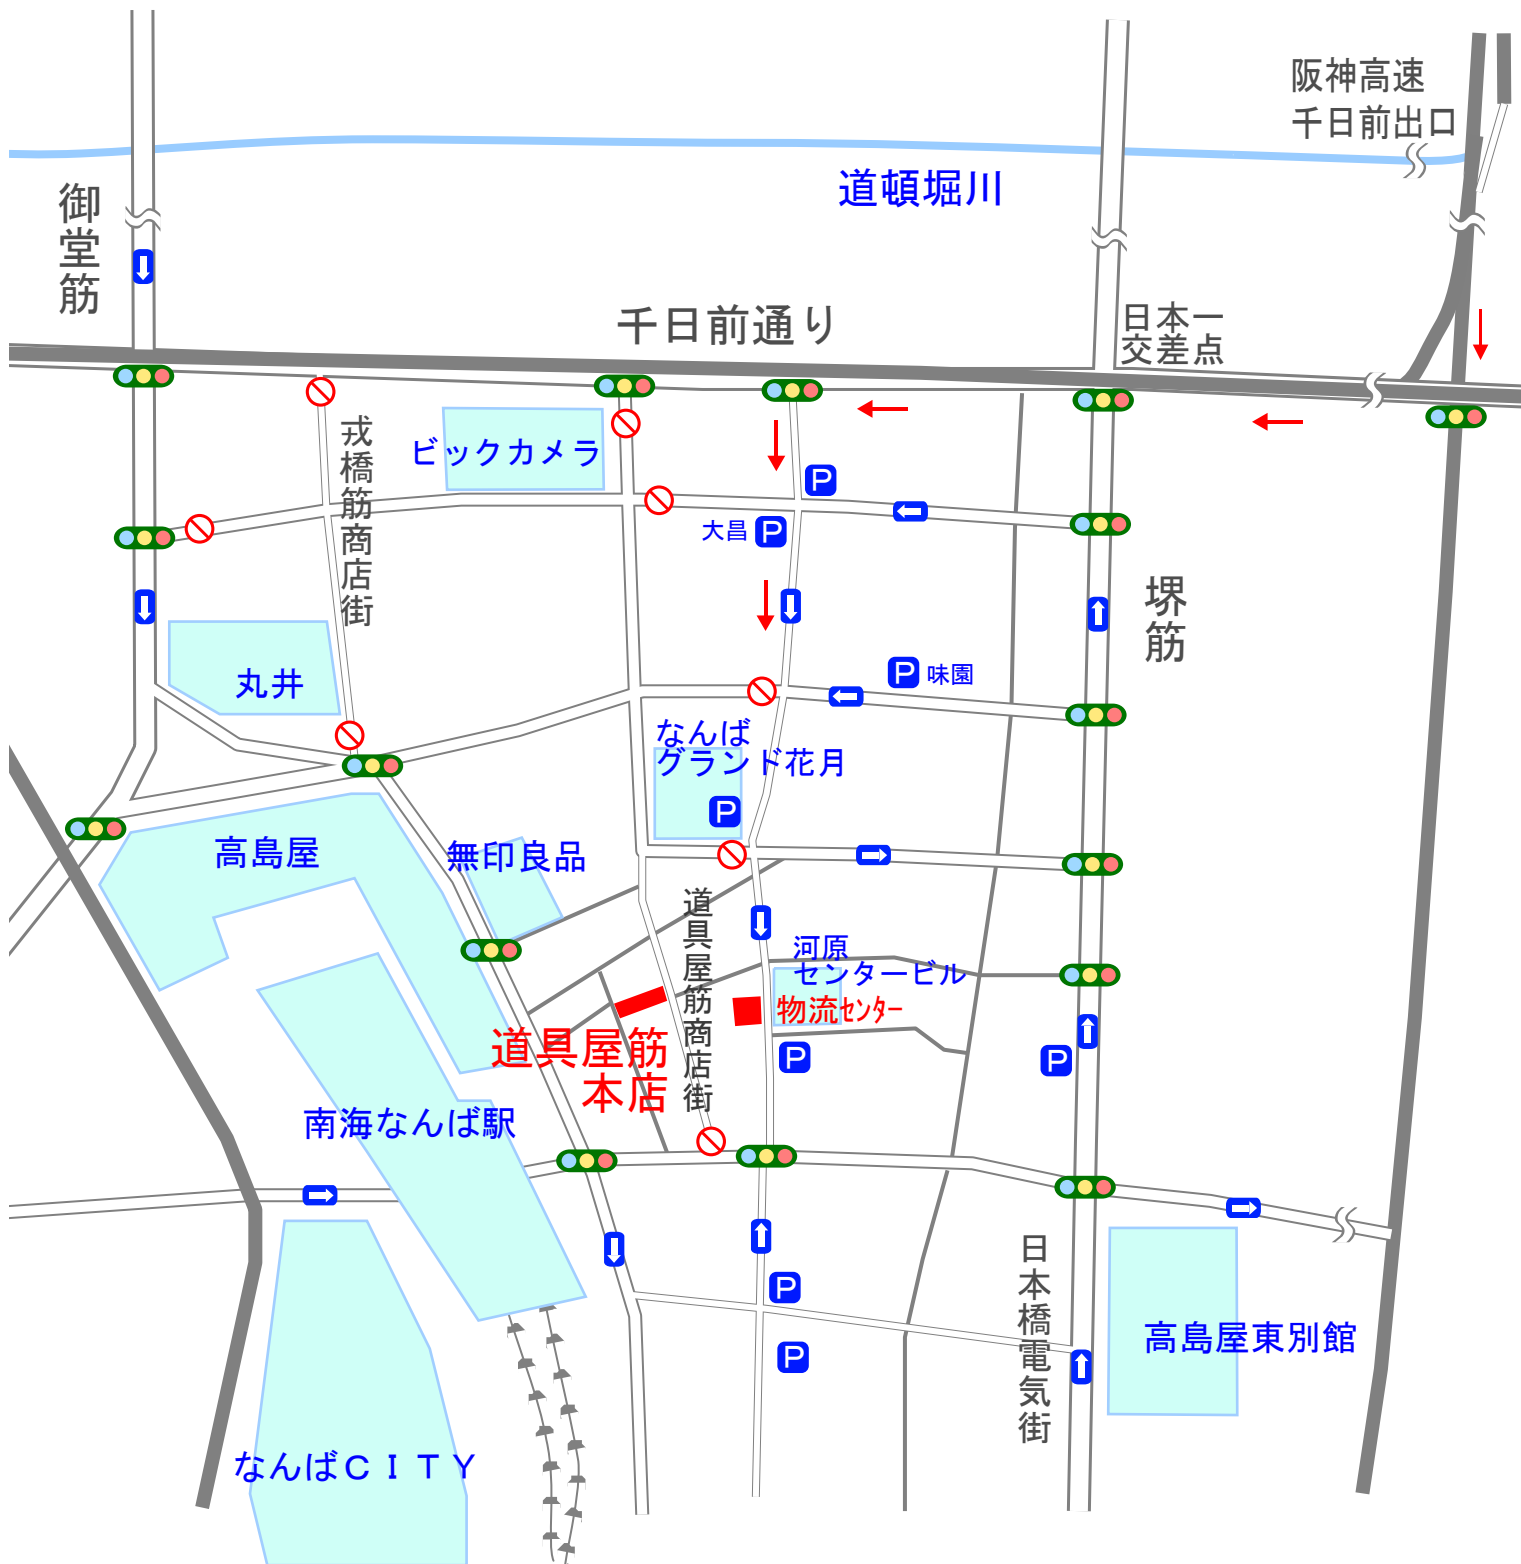 阪神高速
千日前出口
道頓堀川
御堂筋
千日前通り
日本一
交差点
戎橋筋商店街
ビックカメラ
P
大昌 P
堺筋
丸井
P 味園
なんば
グランド花月
P
高島屋
無印良品
道具屋筋商店街
河原
センタービル
物流センター
道具屋筋
本店
P
P
南海なんば駅
日本橋電気街
P
高島屋東別館
P
なんばCITY